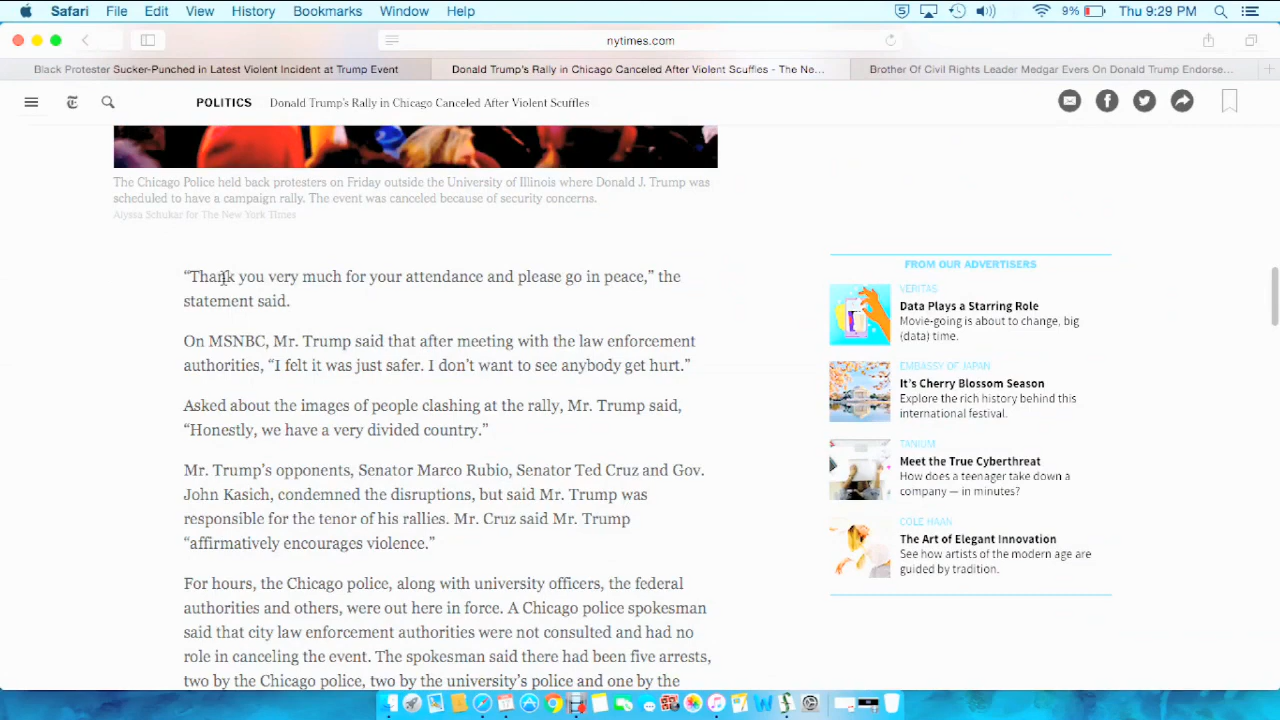 Safari File Edit View History Bookmarks Window Help 9% Thu 9:29 PM
nytimes.com
Black Protester Sucker-Punched in Latest Violent Incident at Trump Event
Donald Trump's Rally in Chicago Canceled After Violent Scuffles - The Ne...
Brother Of Civil Rights Leader Medgar Evers On Donald Trump Endorse...
POLITICS Donald Trump's Rally in Chicago Canceled After Violent Scuffles
The Chicago Police held back protesters on Friday outside the University of Illinois where Donald J. Trump was
scheduled to have a campaign rally. The event was canceled because of security concerns.
Alyssa Schukar for The New York Times
“Thank you very much for your attendance and please go in peace,” the
statement said.
On MSNBC, Mr. Trump said that after meeting with the law enforcement
authorities, “I felt it was just safer. I don’t want to see anybody get hurt.”
Asked about the images of people clashing at the rally, Mr. Trump said,
“Honestly, we have a very divided country.”
Mr. Trump’s opponents, Senator Marco Rubio, Senator Ted Cruz and Gov.
John Kasich, condemned the disruptions, but said Mr. Trump was
responsible for the tenor of his rallies. Mr. Cruz said Mr. Trump
“affirmatively encourages violence.”
For hours, the Chicago police, along with university officers, the federal
authorities and others, were out here in force. A Chicago police spokesman
said that city law enforcement authorities were not consulted and had no
role in canceling the event. The spokesman said there had been five arrests,
two by the Chicago police, two by the university’s police and one by the
FROM OUR ADVERTISERS
VERITAS
Data Plays a Starring Role
Movie-going is about to change, big
(data) time.
EMBASSY OF JAPAN
It’s Cherry Blossom Season
Explore the rich history behind this
international festival.
TANIUM
Meet the True Cyberthreat
How does a teenager take down a
company — in minutes?
COLE HAAN
The Art of Elegant Innovation
See how artists of the modern age are
guided by tradition.